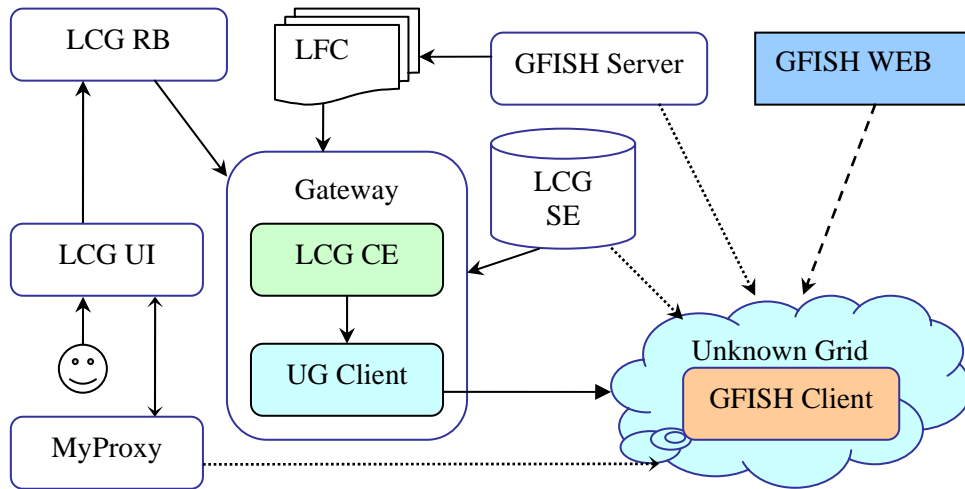 LCG RB
LFC
GFISH Server
GFISH WEB
Gateway
LCG
SE
LCG UI
LCG CE
UG Client
Unknown Grid
GFISH Client
MyProxy